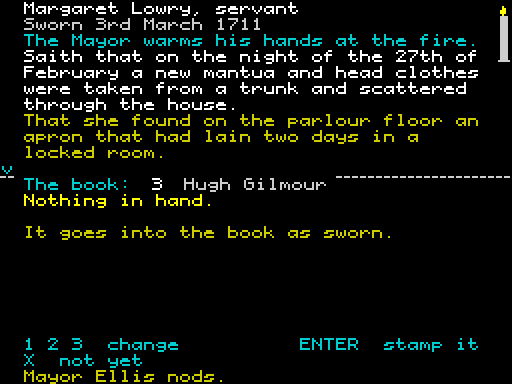 Margaret Lowry, servant
Sworn 3rd March 1711
The Mayor warms his hands at the fire.
Saith that on the night of the 27th of
February a new mantua and head clothes
were taken from a trunk and scattered
through the house.
That she found on the parlour floor an
apron that had lain two days in a
locked room.
v
The book: 3 Hugh Gilmour
Nothing in hand.
It goes into the book as sworn.
1 2 3 change ENTER stamp it
X not yet
Mayor Ellis nods.